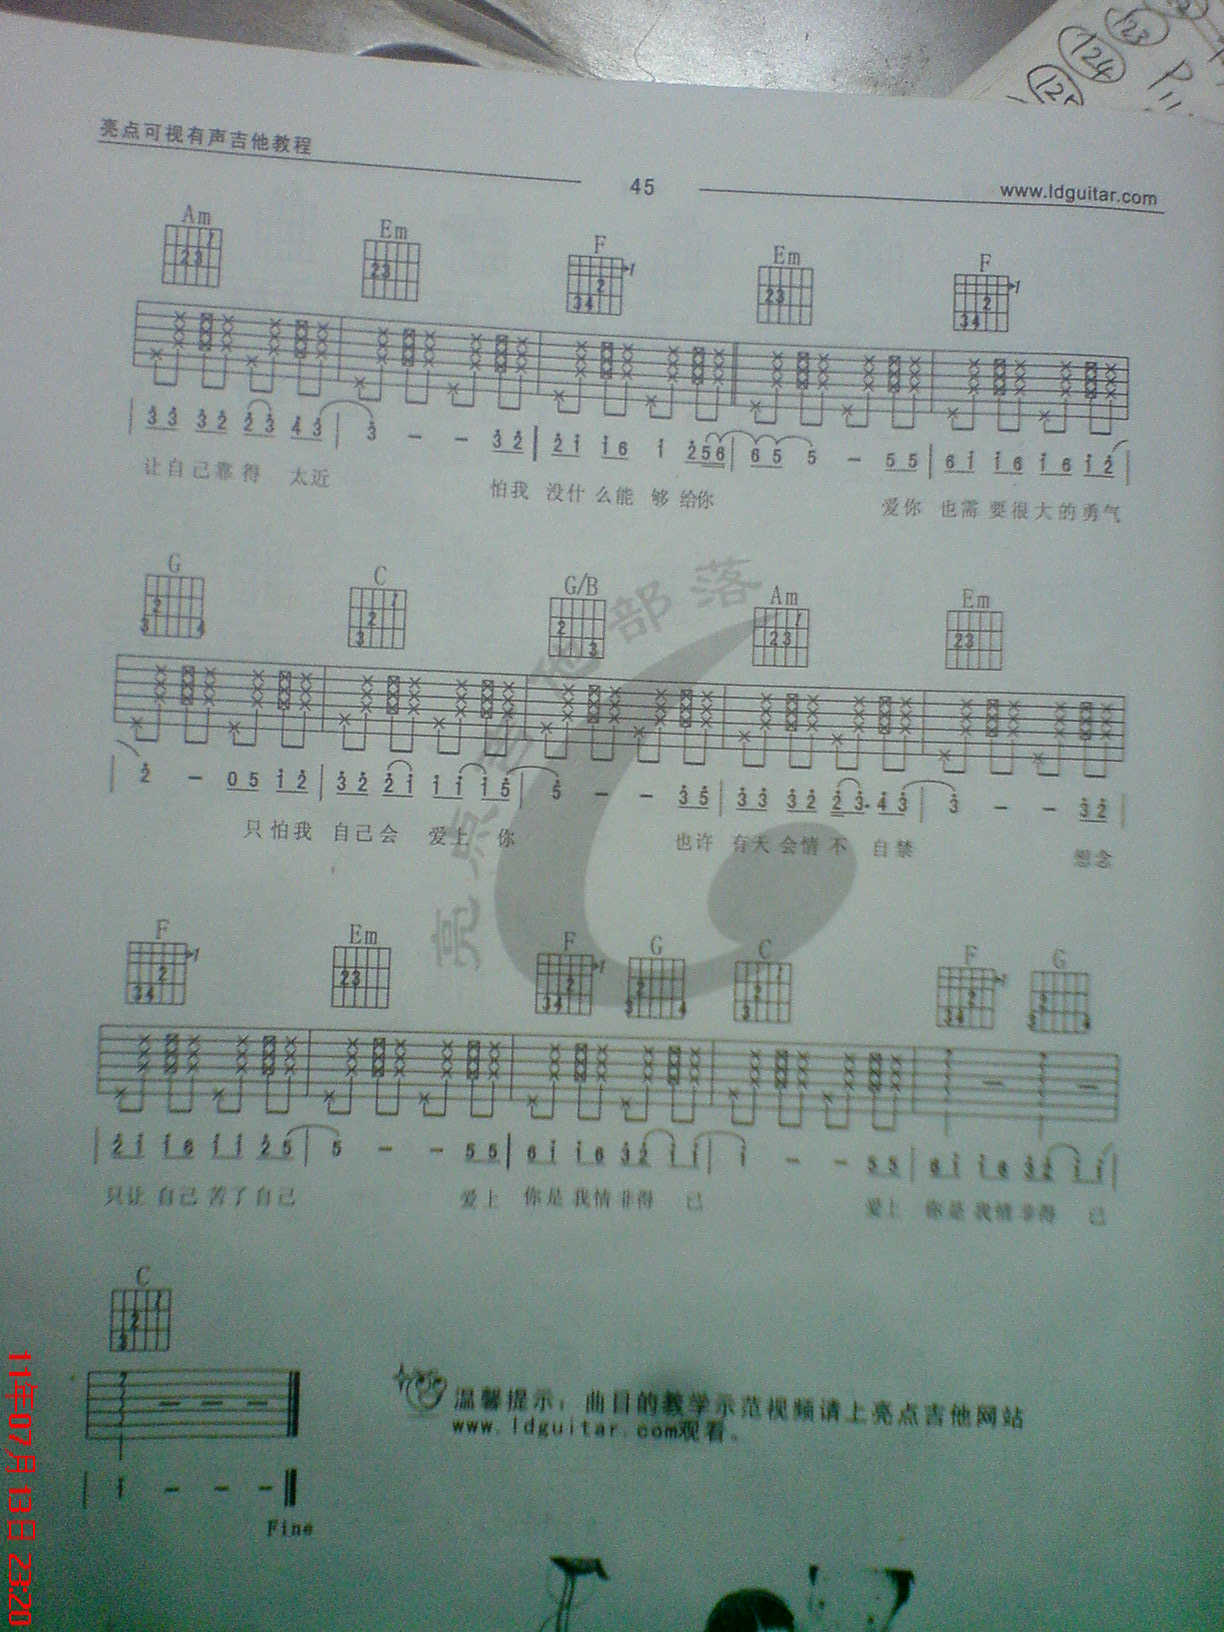 亮点可视有声吉他教程
45
www.ldguitar.com
Am Em F Em F
3 3 3 2 2 3 4 3 | 3 - - 3 2 | 2 1 1 6 1 2 5 6 | 6 5 5 - 5 5 | 6 1 1 6 1 6 1 2 |
让自己靠得 太近 怕我 没什么能 够 给你 爱你 也需要很大的勇气
G C G/B Am Em
2 - 0 5 1 2 | 3 2 2 1 1 1 1 5 | 5 - - 3 5 | 3 3 3 2 2 3. 4 3 | 3 - - 3 2 |
只怕我 自己会 爱上 你 也许 有天会情不 自禁 想念
F Em F G C F G
2 1 1 6 1 1 2 5 | 5 - - 5 5 | 6 1 1 6 3 2 1 1 | 1 - - 5 5 | 6 1 1 6 3 2 1 1 |
只让 自己 苦了自己 爱上 你是我情非得 已 爱上 你是我情非得 已
C
1 - - -
Fine
温馨提示：曲目的教学示范视频请上亮点吉他网站
www.ldguitar.com观看。
亮点吉他部落
11年07月13日 23:20
123
124
125